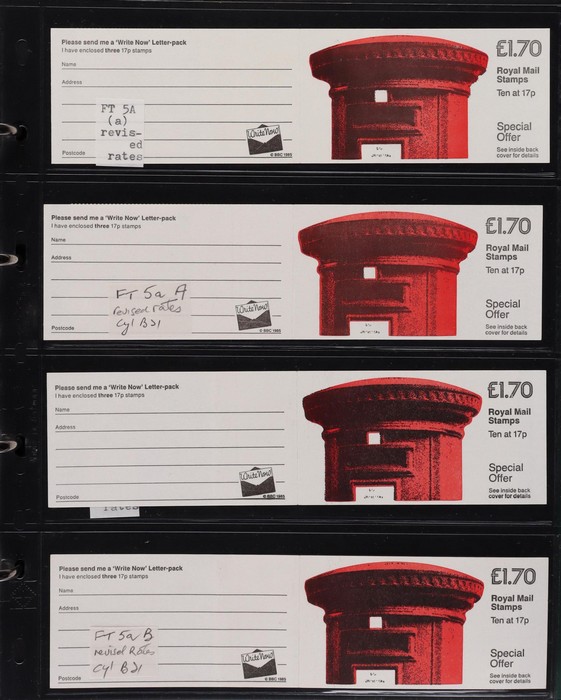 Please send me a 'Write Now' Letter-pack
I have enclosed three 17p stamps
Name
Address
FT 5A
(a)
revis-
ed
rates
Postcode
Write Now!
© BBC 1985
£1.70
Royal Mail
Stamps
Ten at 17p
Special
Offer
See inside back
cover for details
Please send me a 'Write Now' Letter-pack
I have enclosed three 17p stamps
Name
Address
FT 5a A
revised rates
Cyl B21
Postcode
Write Now!
© BBC 1985
£1.70
Royal Mail
Stamps
Ten at 17p
Special
Offer
See inside back
cover for details
Please send me a 'Write Now' Letter-pack
I have enclosed three 17p stamps
Name
Address
Postcode
Write Now!
© BBC 1985
£1.70
Royal Mail
Stamps
Ten at 17p
Special
Offer
See inside back
cover for details
Please send me a 'Write Now' Letter-pack
I have enclosed three 17p stamps
Name
Address
FT 5a B
revised Rates
Cyl B21
Postcode
Write Now!
© BBC 1985
£1.70
Royal Mail
Stamps
Ten at 17p
Special
Offer
See inside back
cover for details